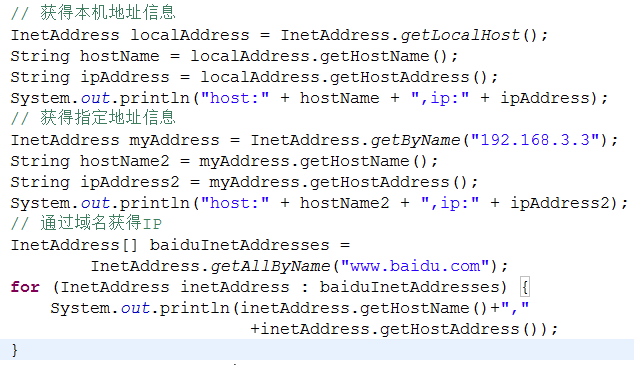 // 获得本机地址信息
InetAddress localAddress = InetAddress.getLocalHost();
String hostName = localAddress.getHostName();
String ipAddress = localAddress.getHostAddress();
System.out.println("host:" + hostName + ",ip:" + ipAddress);
// 获得指定地址信息
InetAddress myAddress = InetAddress.getByName("192.168.3.3");
String hostName2 = myAddress.getHostName();
String ipAddress2 = myAddress.getHostAddress();
System.out.println("host:" + hostName2 + ",ip:" + ipAddress2);
// 通过域名获得IP
InetAddress[] baiduInetAddresses =
        InetAddress.getAllByName("www.baidu.com");
for (InetAddress inetAddress : baiduInetAddresses) {
    System.out.println(inetAddress.getHostName()+","
                        +inetAddress.getHostAddress());
}